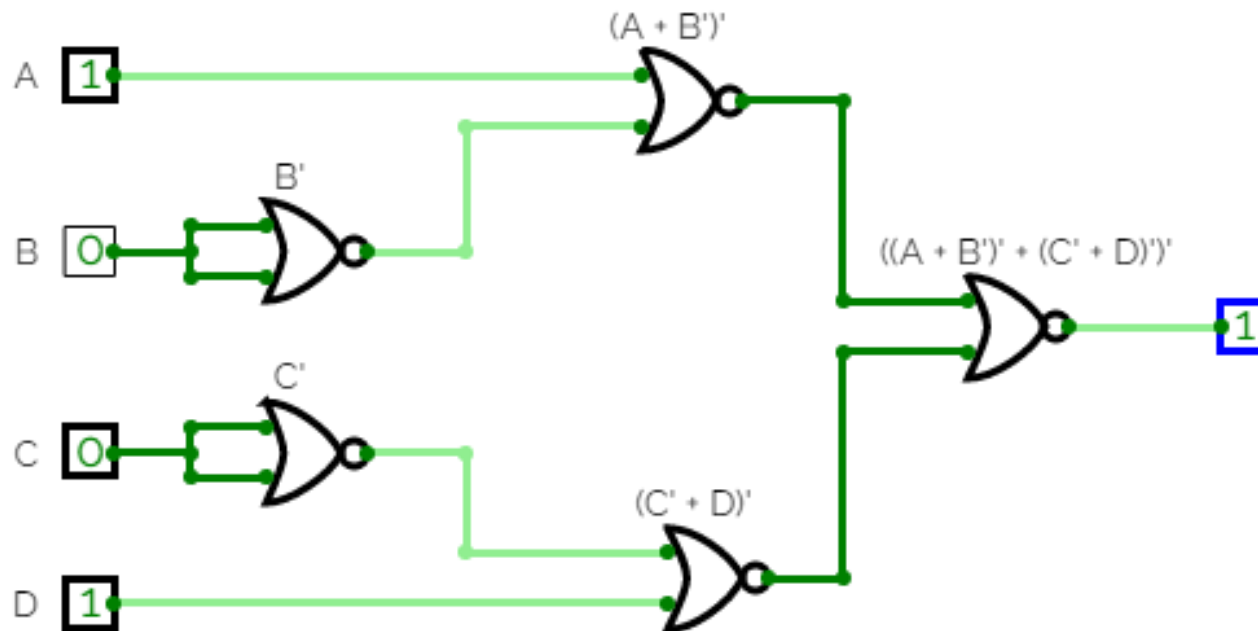 (A + B')'
A 1
B'
B 0
((A + B')' + (C' + D)')'
1
C'
C 0
(C' + D)'
D 1